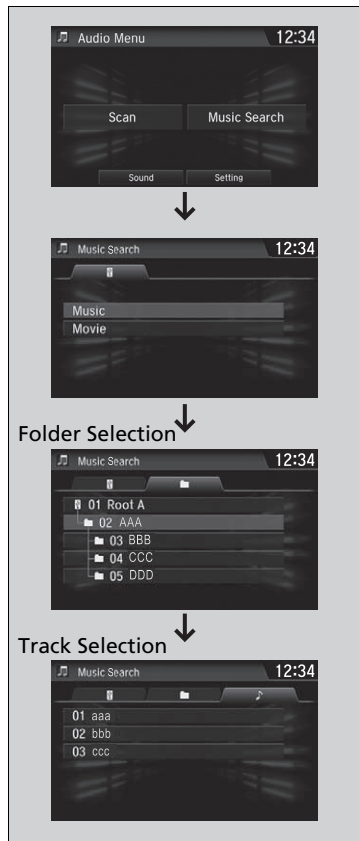 Audio Menu 12:34
Scan Music Search
Sound Setting
Music Search 12:34
Music
Movie
Folder Selection
Music Search 12:34
01 Root A
02 AAA
03 BBB
04 CCC
05 DDD
Track Selection
Music Search 12:34
01 aaa
02 bbb
03 ccc